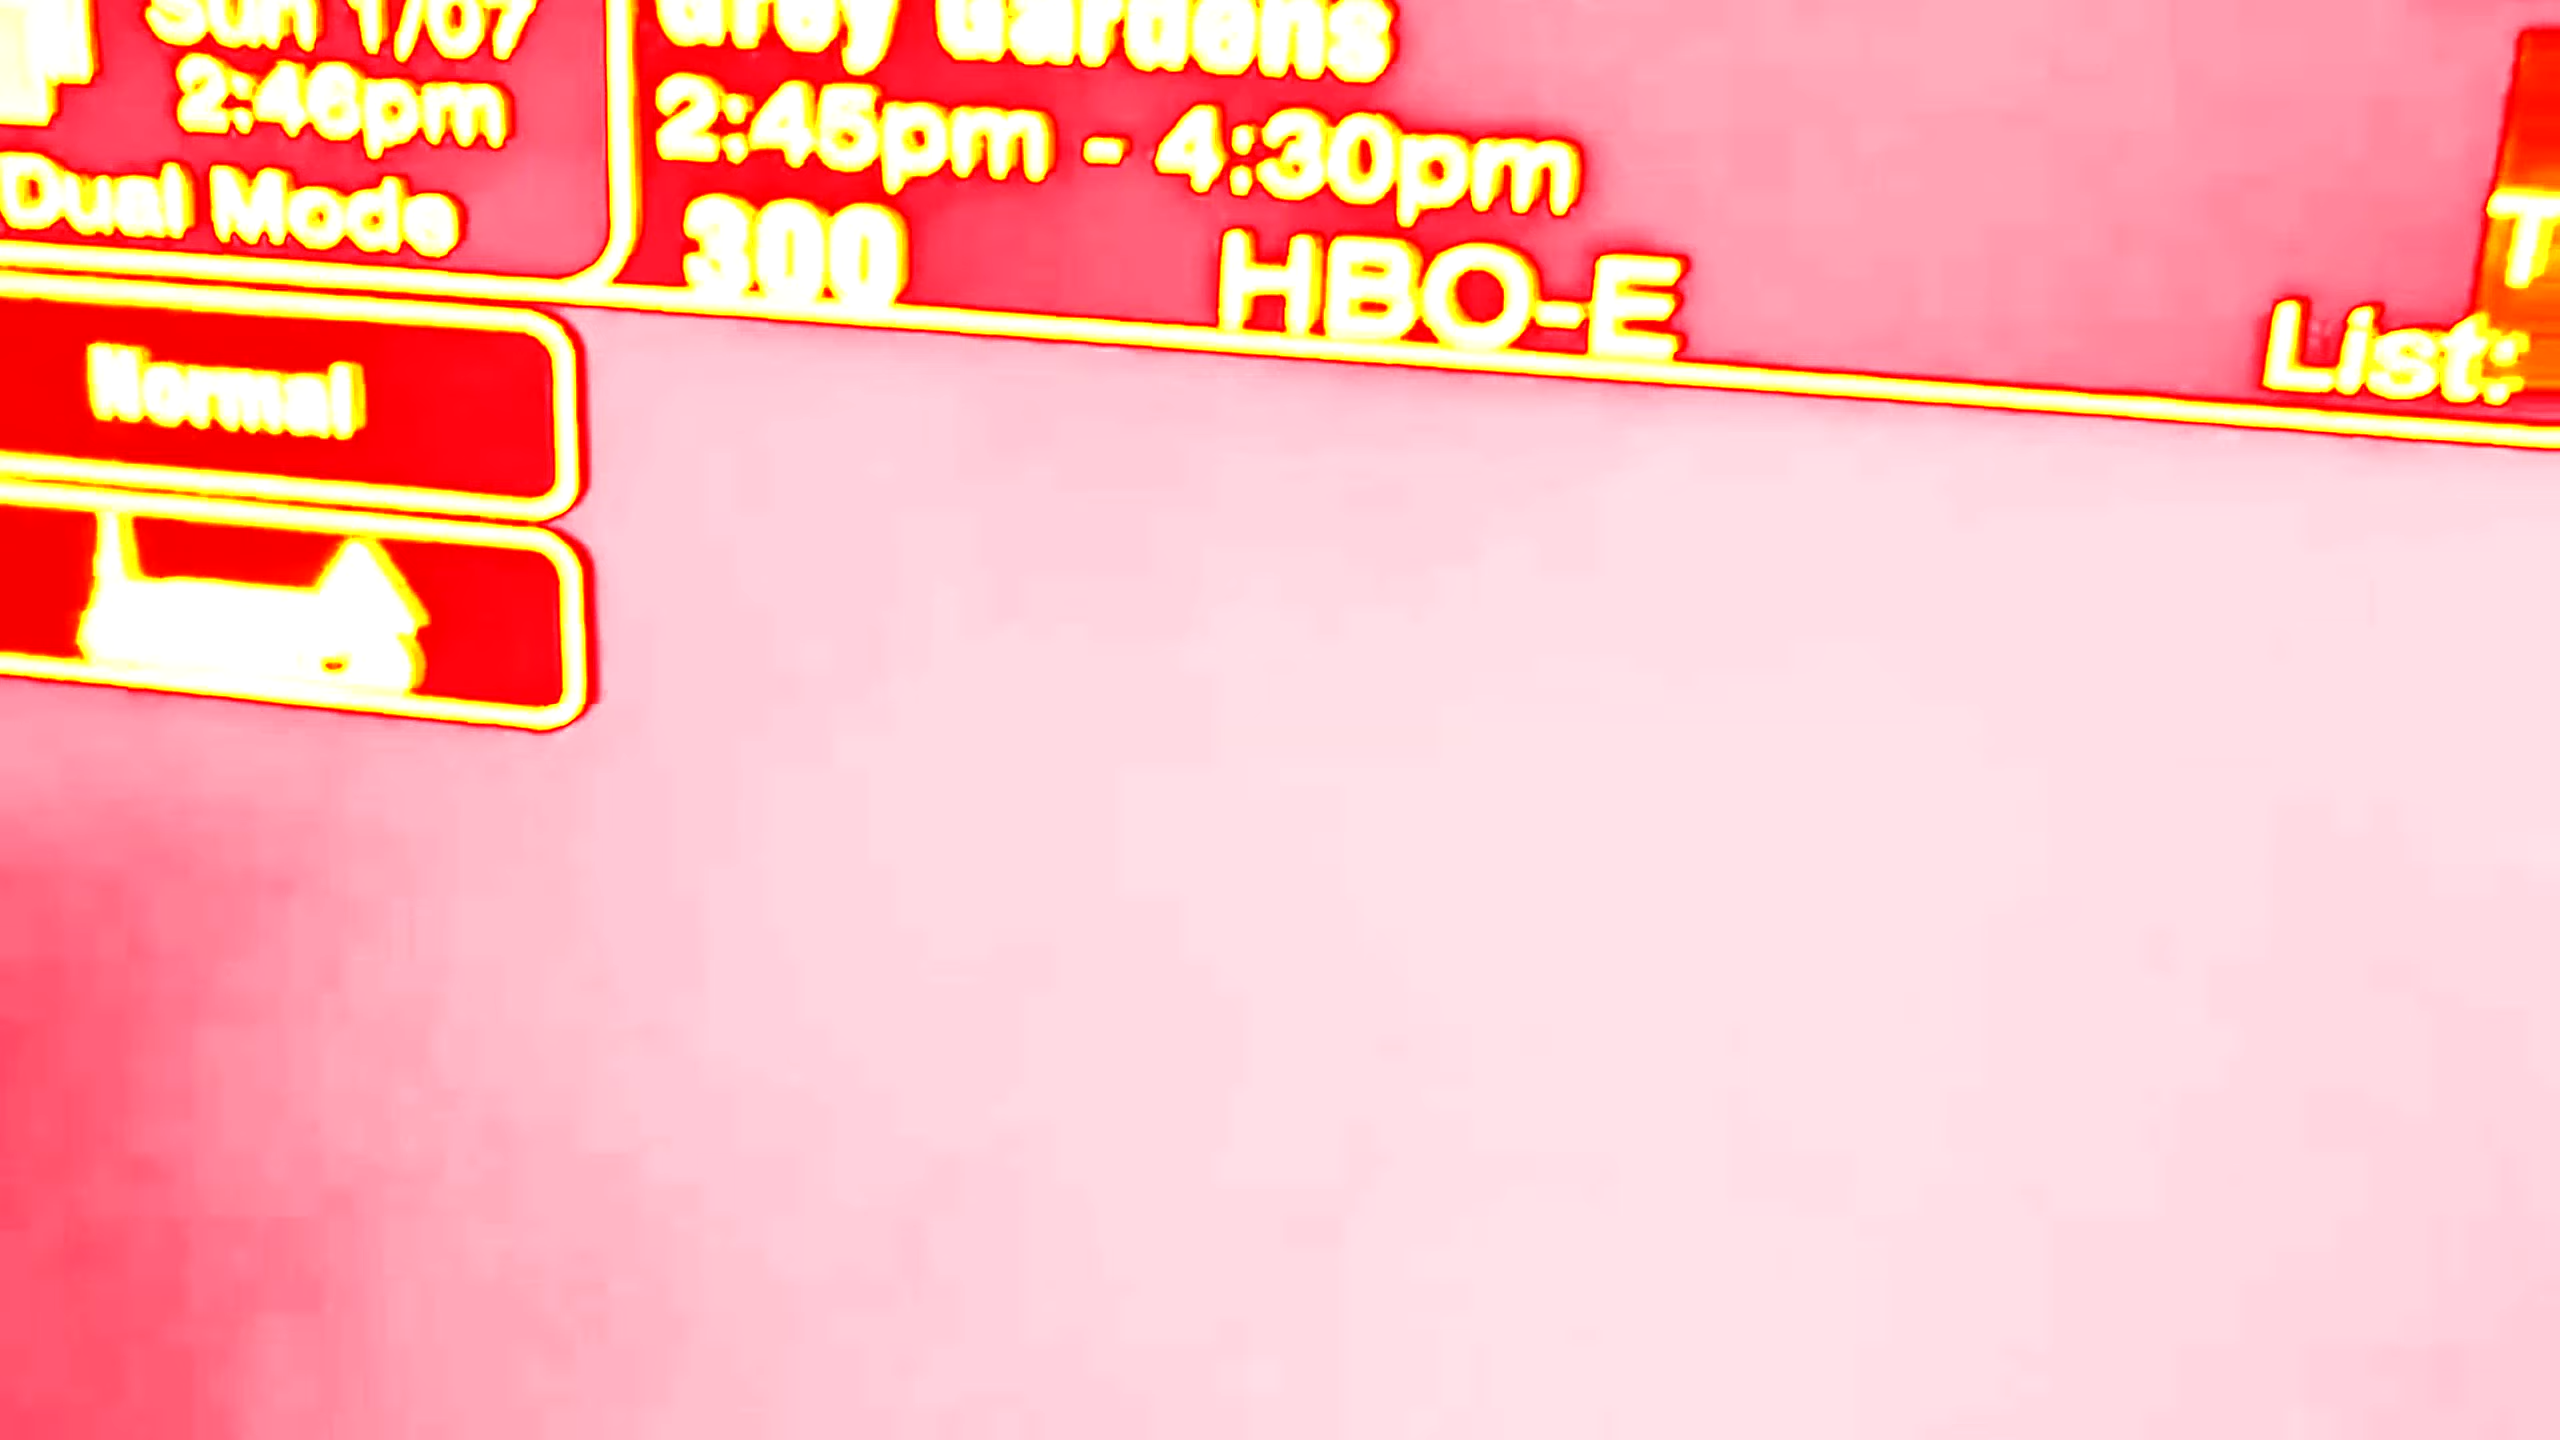 Sun 1/07
2:46pm
Dual Mode
Grey Gardens
2:45pm - 4:30pm
300 HBO-E
List:
Normal